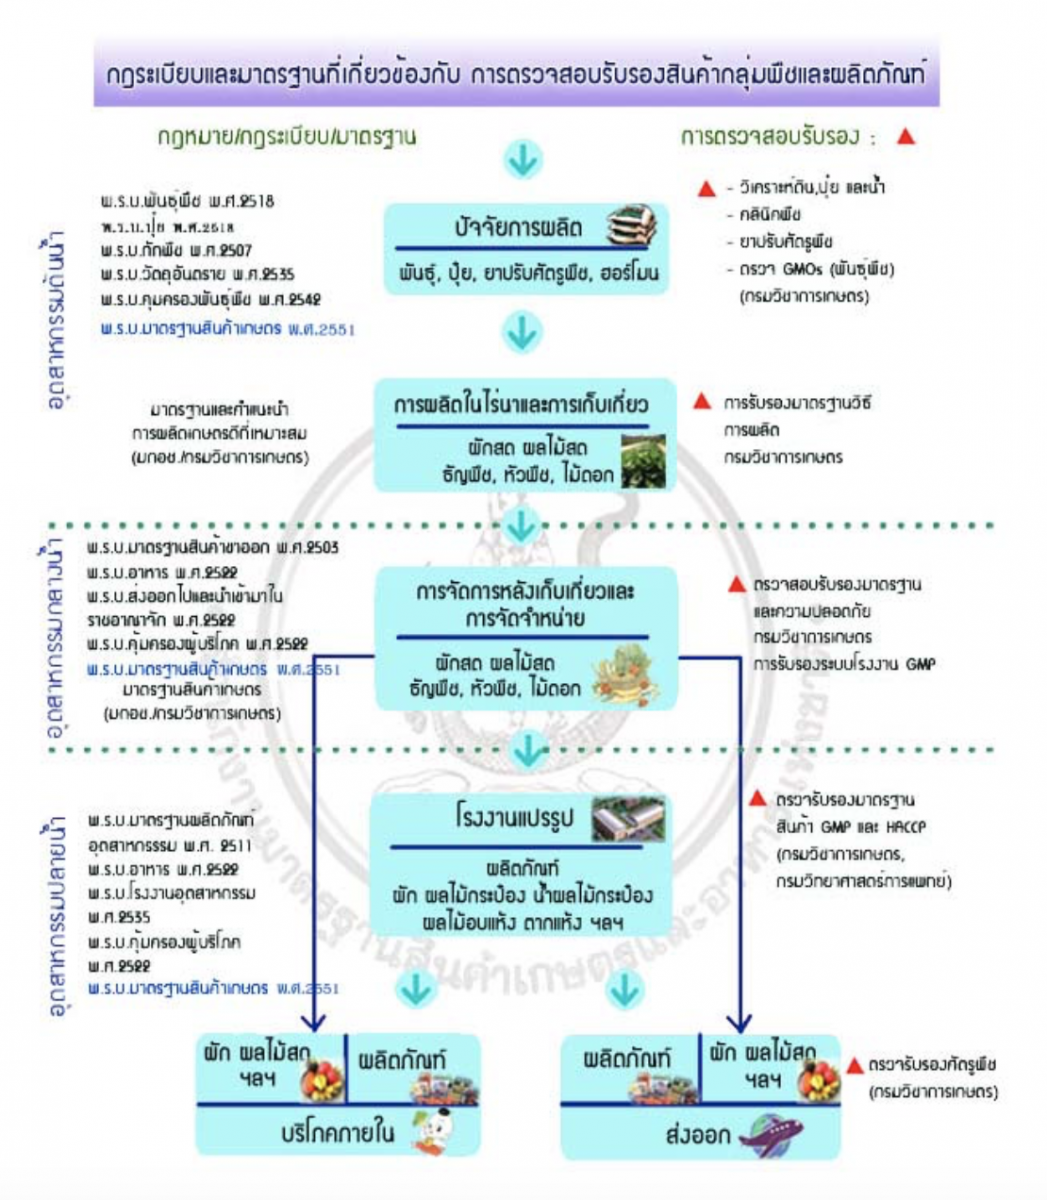 กฎระเบียบและมาตรฐานที่เกี่ยวข้องกับ การตรวจสอบรับรองสินค้ากลุ่มพืชและผลิตภัณฑ์
กฎหมาย/กฎระเบียบ/มาตรฐาน
การตรวจสอบรับรอง :
อุตสาหกรรมต้นน้ำ
พ.ร.บ.พันธุ์พืช พ.ศ.2518
พ.ร.บ.ปุ๋ย พ.ศ.2518
พ.ร.บ.กักพืช พ.ศ.2507
พ.ร.บ.วัตถุอันตราย พ.ศ.2535
พ.ร.บ.คุมครองพันธุ์พืช พ.ศ.2542
พ.ร.บ.มาตรฐานสินค้าเกษตร พ.ศ.2551
ปัจจัยการผลิต
พันธุ์, ปุ๋ย, ยาปรับศัตรูพืช, ฮอร์โมน
- วิเคราะห์ดิน,ปุ๋ย และน้ำ
- คลินิกพืช
- ยาปรับศัตรูพืช
- ตรวจ GMOs (พันธุ์พืช)
(กรมวิชาการเกษตร)
มาตรฐานและคำแนะนำ
การผลิตเกษตรดีที่เหมาะสม
(มกอช./กรมวิชาการเกษตร)
การผลิตในไร่นาและการเก็บเกี่ยว
ผักสด ผลไม้สด
ธัญพืช, หัวพืช, ไม้ดอก
การรับรองมาตรฐานวิธี
การผลิต
กรมวิชาการเกษตร
อุตสาหกรรมกลางน้ำ
พ.ร.บ.มาตรฐานสินค้าขาออก พ.ศ.2503
พ.ร.บ.อาหาร พ.ศ.2522
พ.ร.บ.ส่งออกไปและนำเข้ามาใน
ราชอาณาจัก พ.ศ.2522
พ.ร.บ.คุ้มครองผู้บริโภค พ.ศ.2522
พ.ร.บ.มาตรฐานสินค้าเกษตร พ.ศ.2551
มาตรฐานสินค้าเกษตร
(มกอช./กรมวิชาการเกษตร)
การจัดการหลังเก็บเกี่ยวและ
การจัดจำหน่าย
ผักสด ผลไม้สด
ธัญพืช, หัวพืช, ไม้ดอก
ตรวจสอบรับรองมาตรฐาน
และความปลอดภัย
กรมวิชาการเกษตร
การรับรองระบบโรงงาน GMP
อุตสาหกรรมปลายน้ำ
พ.ร.บ.มาตรฐานผลิตภัณฑ์
อุตสาหกรรม พ.ศ. 2511
พ.ร.บ.อาหาร พ.ศ.2522
พ.ร.บ.โรงงานอุตสาหกรรม
พ.ศ.2535
พ.ร.บ.คุ้มครองผู้บริโภค
พ.ศ.2522
พ.ร.บ.มาตรฐานสินค้าเกษตร พ.ศ.2551
โรงงานแปรรูป
ผลิตภัณฑ์
ผัก ผลไม้กระป๋อง น้ำผลไม้กระป๋อง
ผลไม้อบแห้ง ตากแห้ง ฯลฯ
ตรวจรับรองมาตรฐาน
สินค้า GMP และ HACCP
(กรมวิชาการเกษตร,
กรมวิทยาศาสตร์การแพทย์)
ผัก ผลไม้สด
ฯลฯ
ผลิตภัณฑ์
บริโภคภายใน
ผลิตภัณฑ์
ผัก ผลไม้สด
ฯลฯ
ส่งออก
ตรวจรับรองศัตรูพืช
(กรมวิชาการเกษตร)
สำนักงานมาตรฐานสินค้าเกษตรและอาหารแห่งชาติ